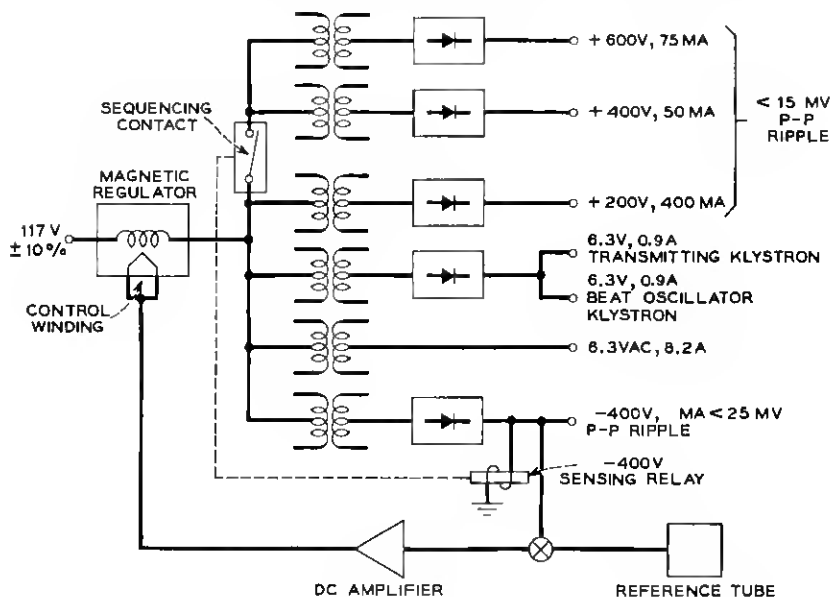 +600V, 75 MA
SEQUENCING
CONTACT
+400V, 50 MA
< 15 MV
P-P
RIPPLE
MAGNETIC
REGULATOR
+200V, 400 MA
117 V
±10%
CONTROL
WINDING
6.3V, 0.9A
TRANSMITTING KLYSTRON
6.3V, 0.9A
BEAT OSCILLATOR
KLYSTRON
6.3VAC, 8.2A
-400V, MA < 25 MV
P-P RIPPLE
-400V
SENSING RELAY
DC AMPLIFIER
REFERENCE TUBE